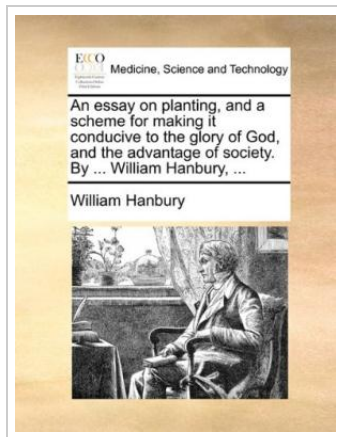 ECCO
Medicine, Science and Technology
An essay on planting, and a
scheme for making it
conducive to the glory of God,
and the advantage of society.
By ... William Hanbury, ...
William Hanbury